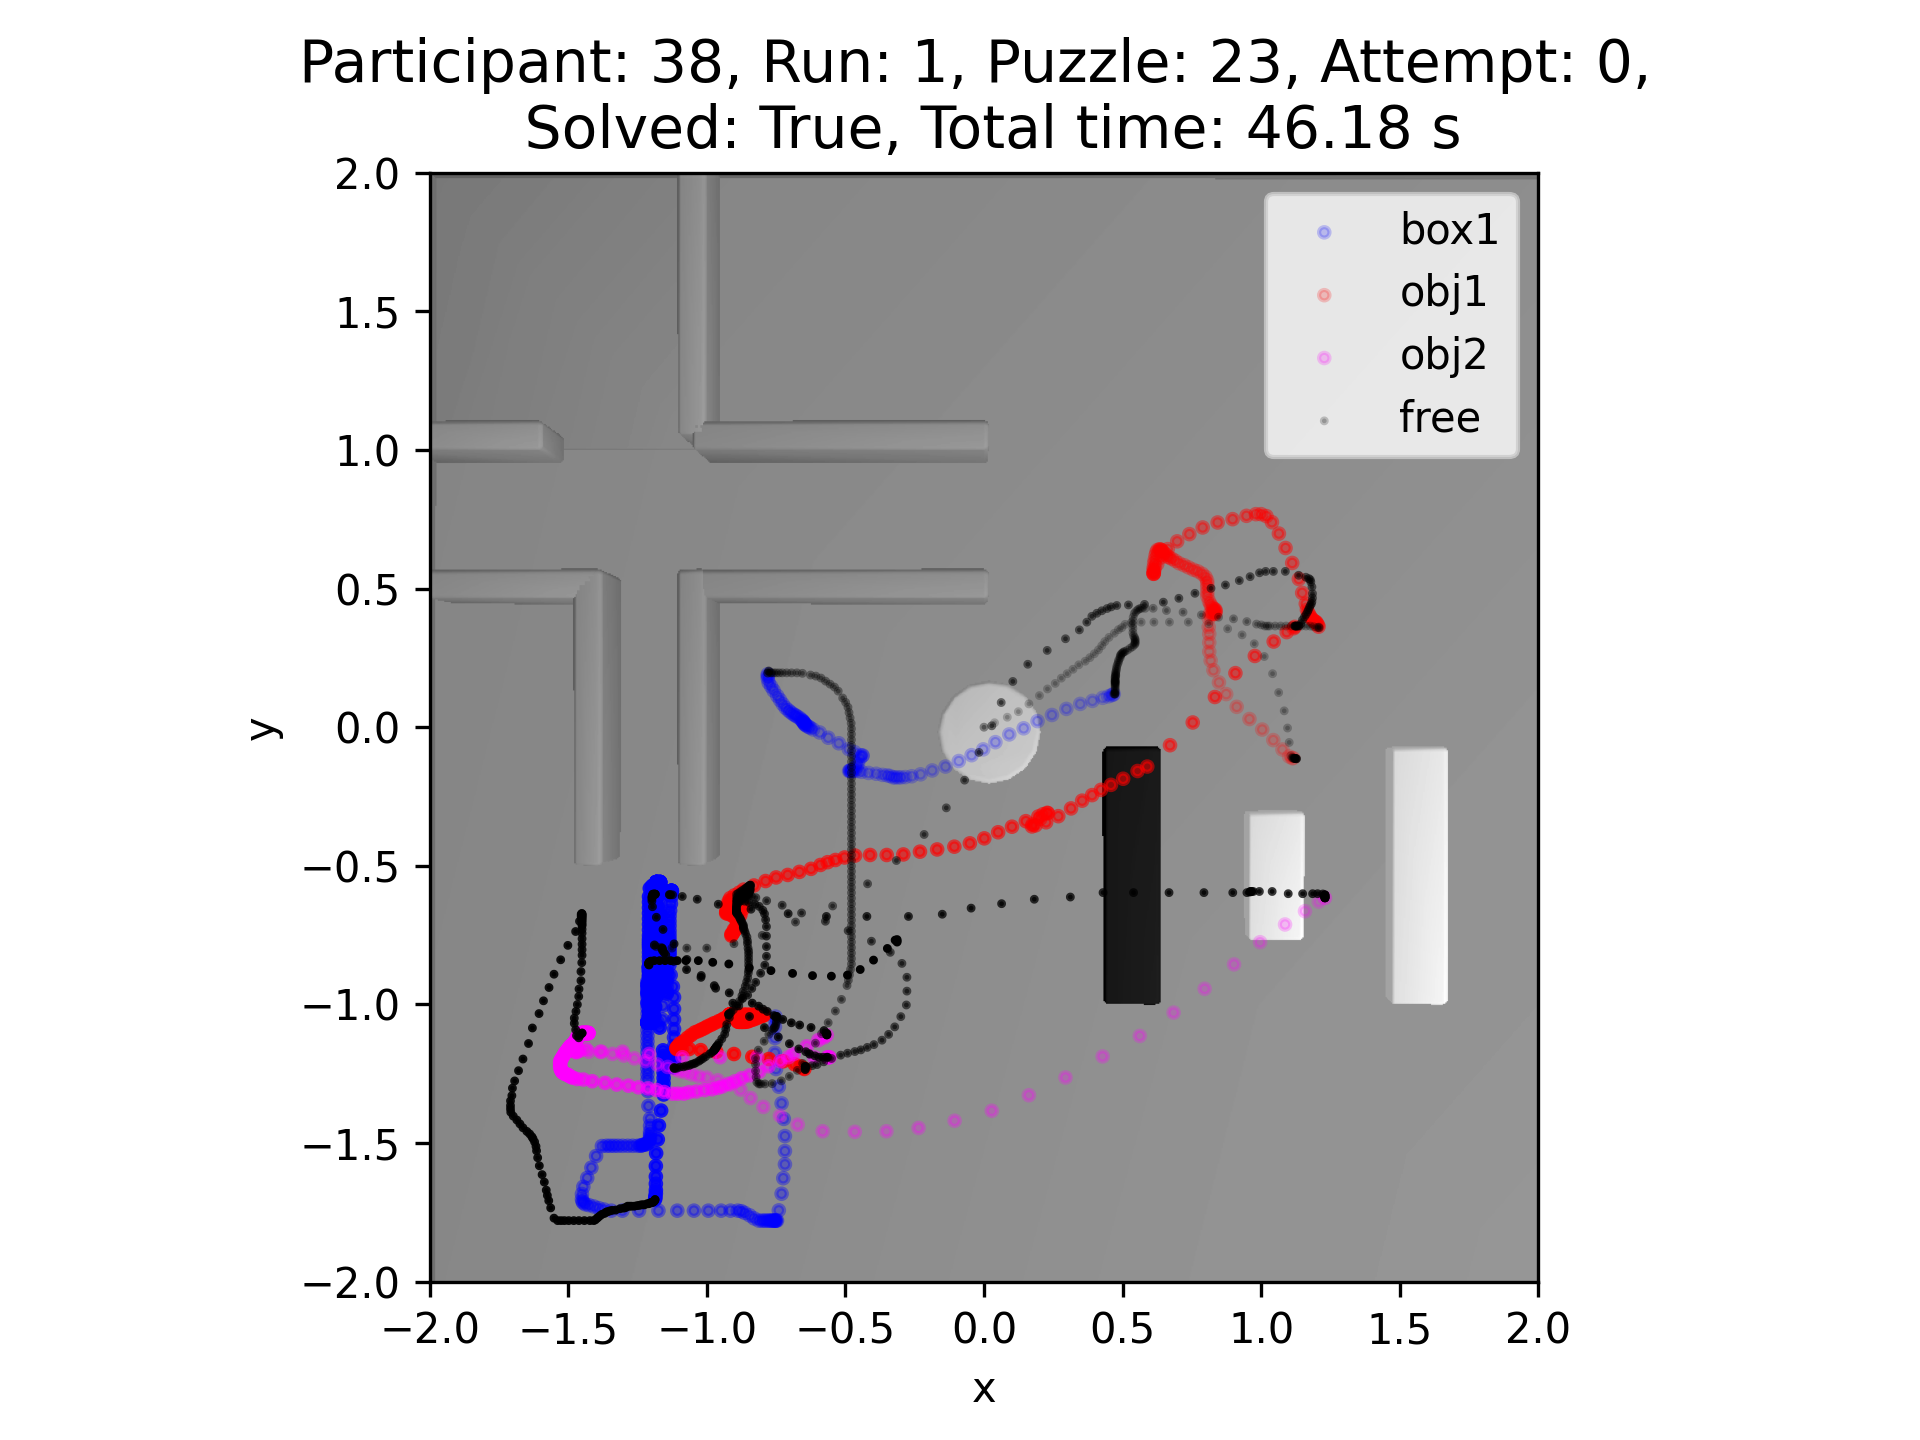 Participant: 38, Run: 1, Puzzle: 23, Attempt: 0,
Solved: True, Total time: 46.18 s
2.0
1.5
1.0
0.5
0.0
−0.5
−1.0
−1.5
−2.0
y
box1
obj1
obj2
free
−2.0 −1.5 −1.0 −0.5 0.0 0.5 1.0 1.5 2.0
x